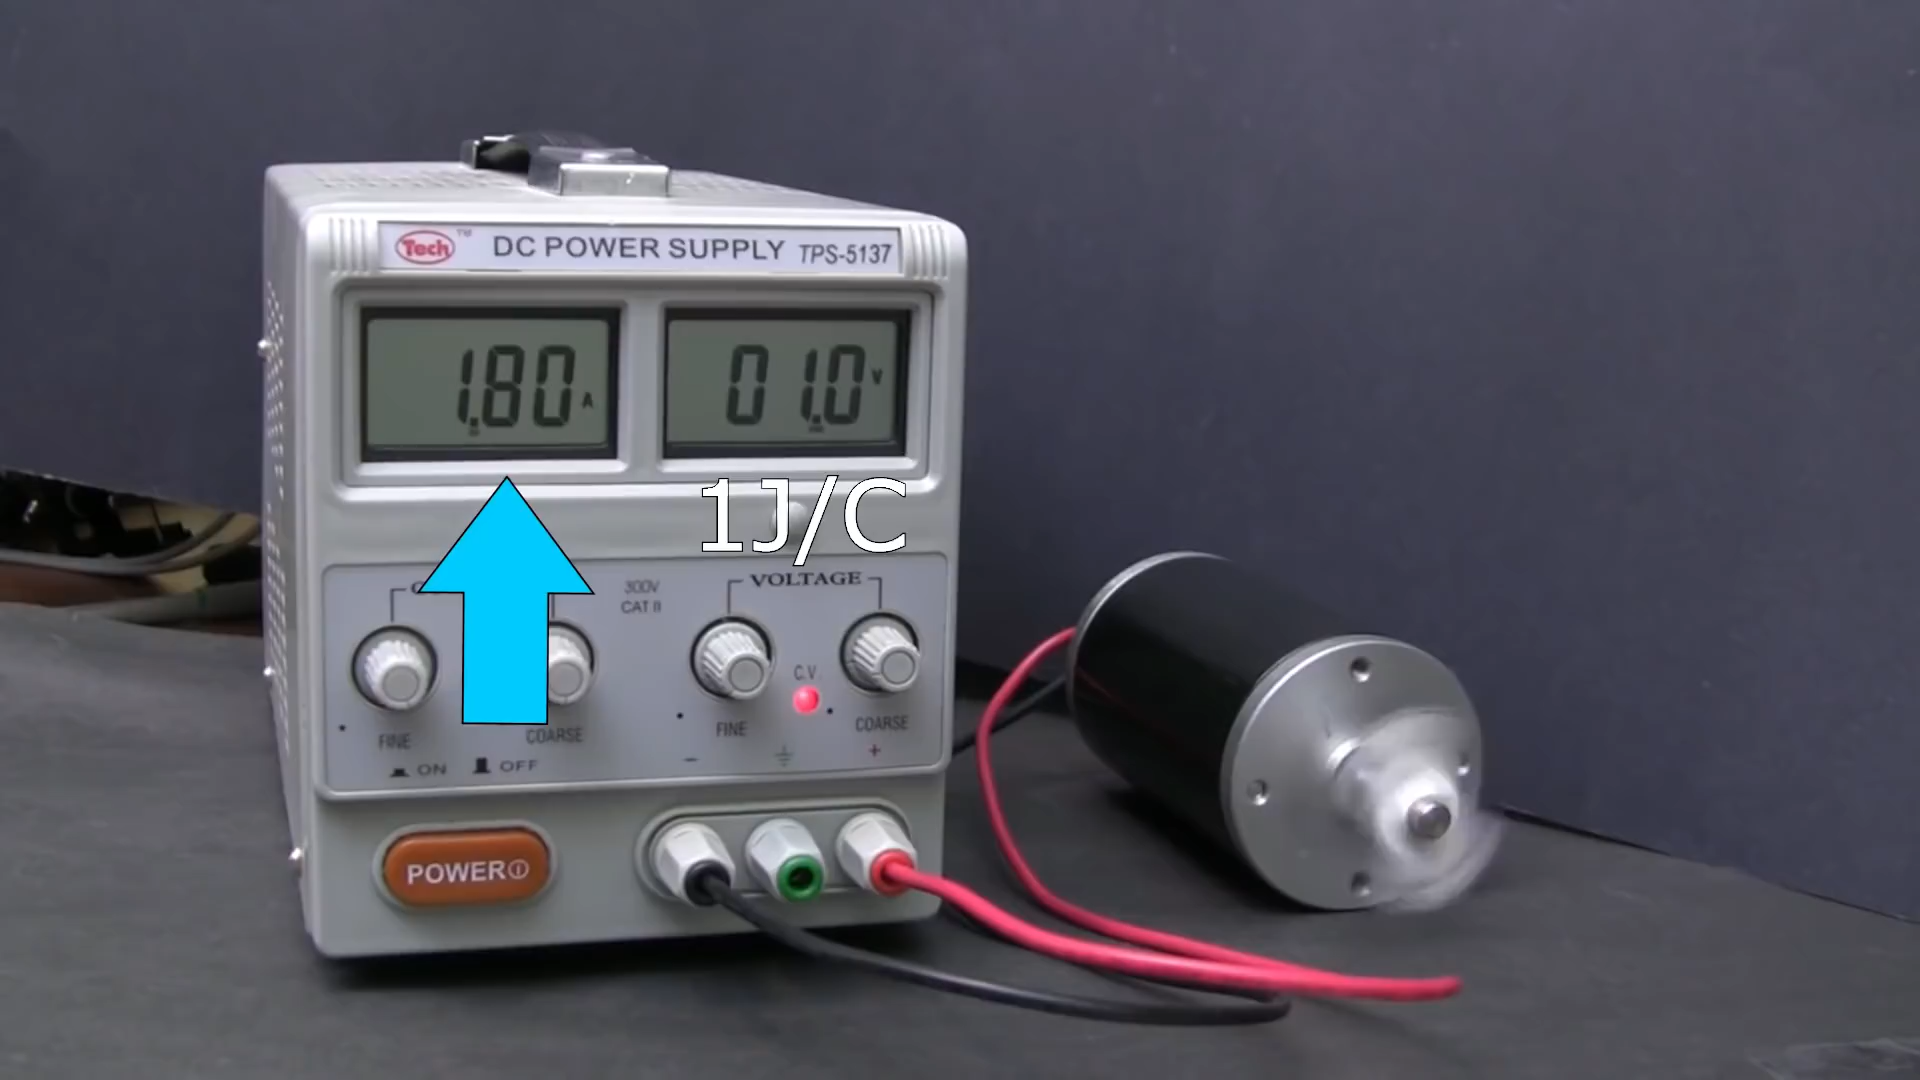 Tech™ DC POWER SUPPLY TPS-5137
1.80 A
01.0 V
1J/C
300V
CAT II
VOLTAGE
C.V.
FINE
COARSE
FINE
COARSE
ON OFF
- +
POWER